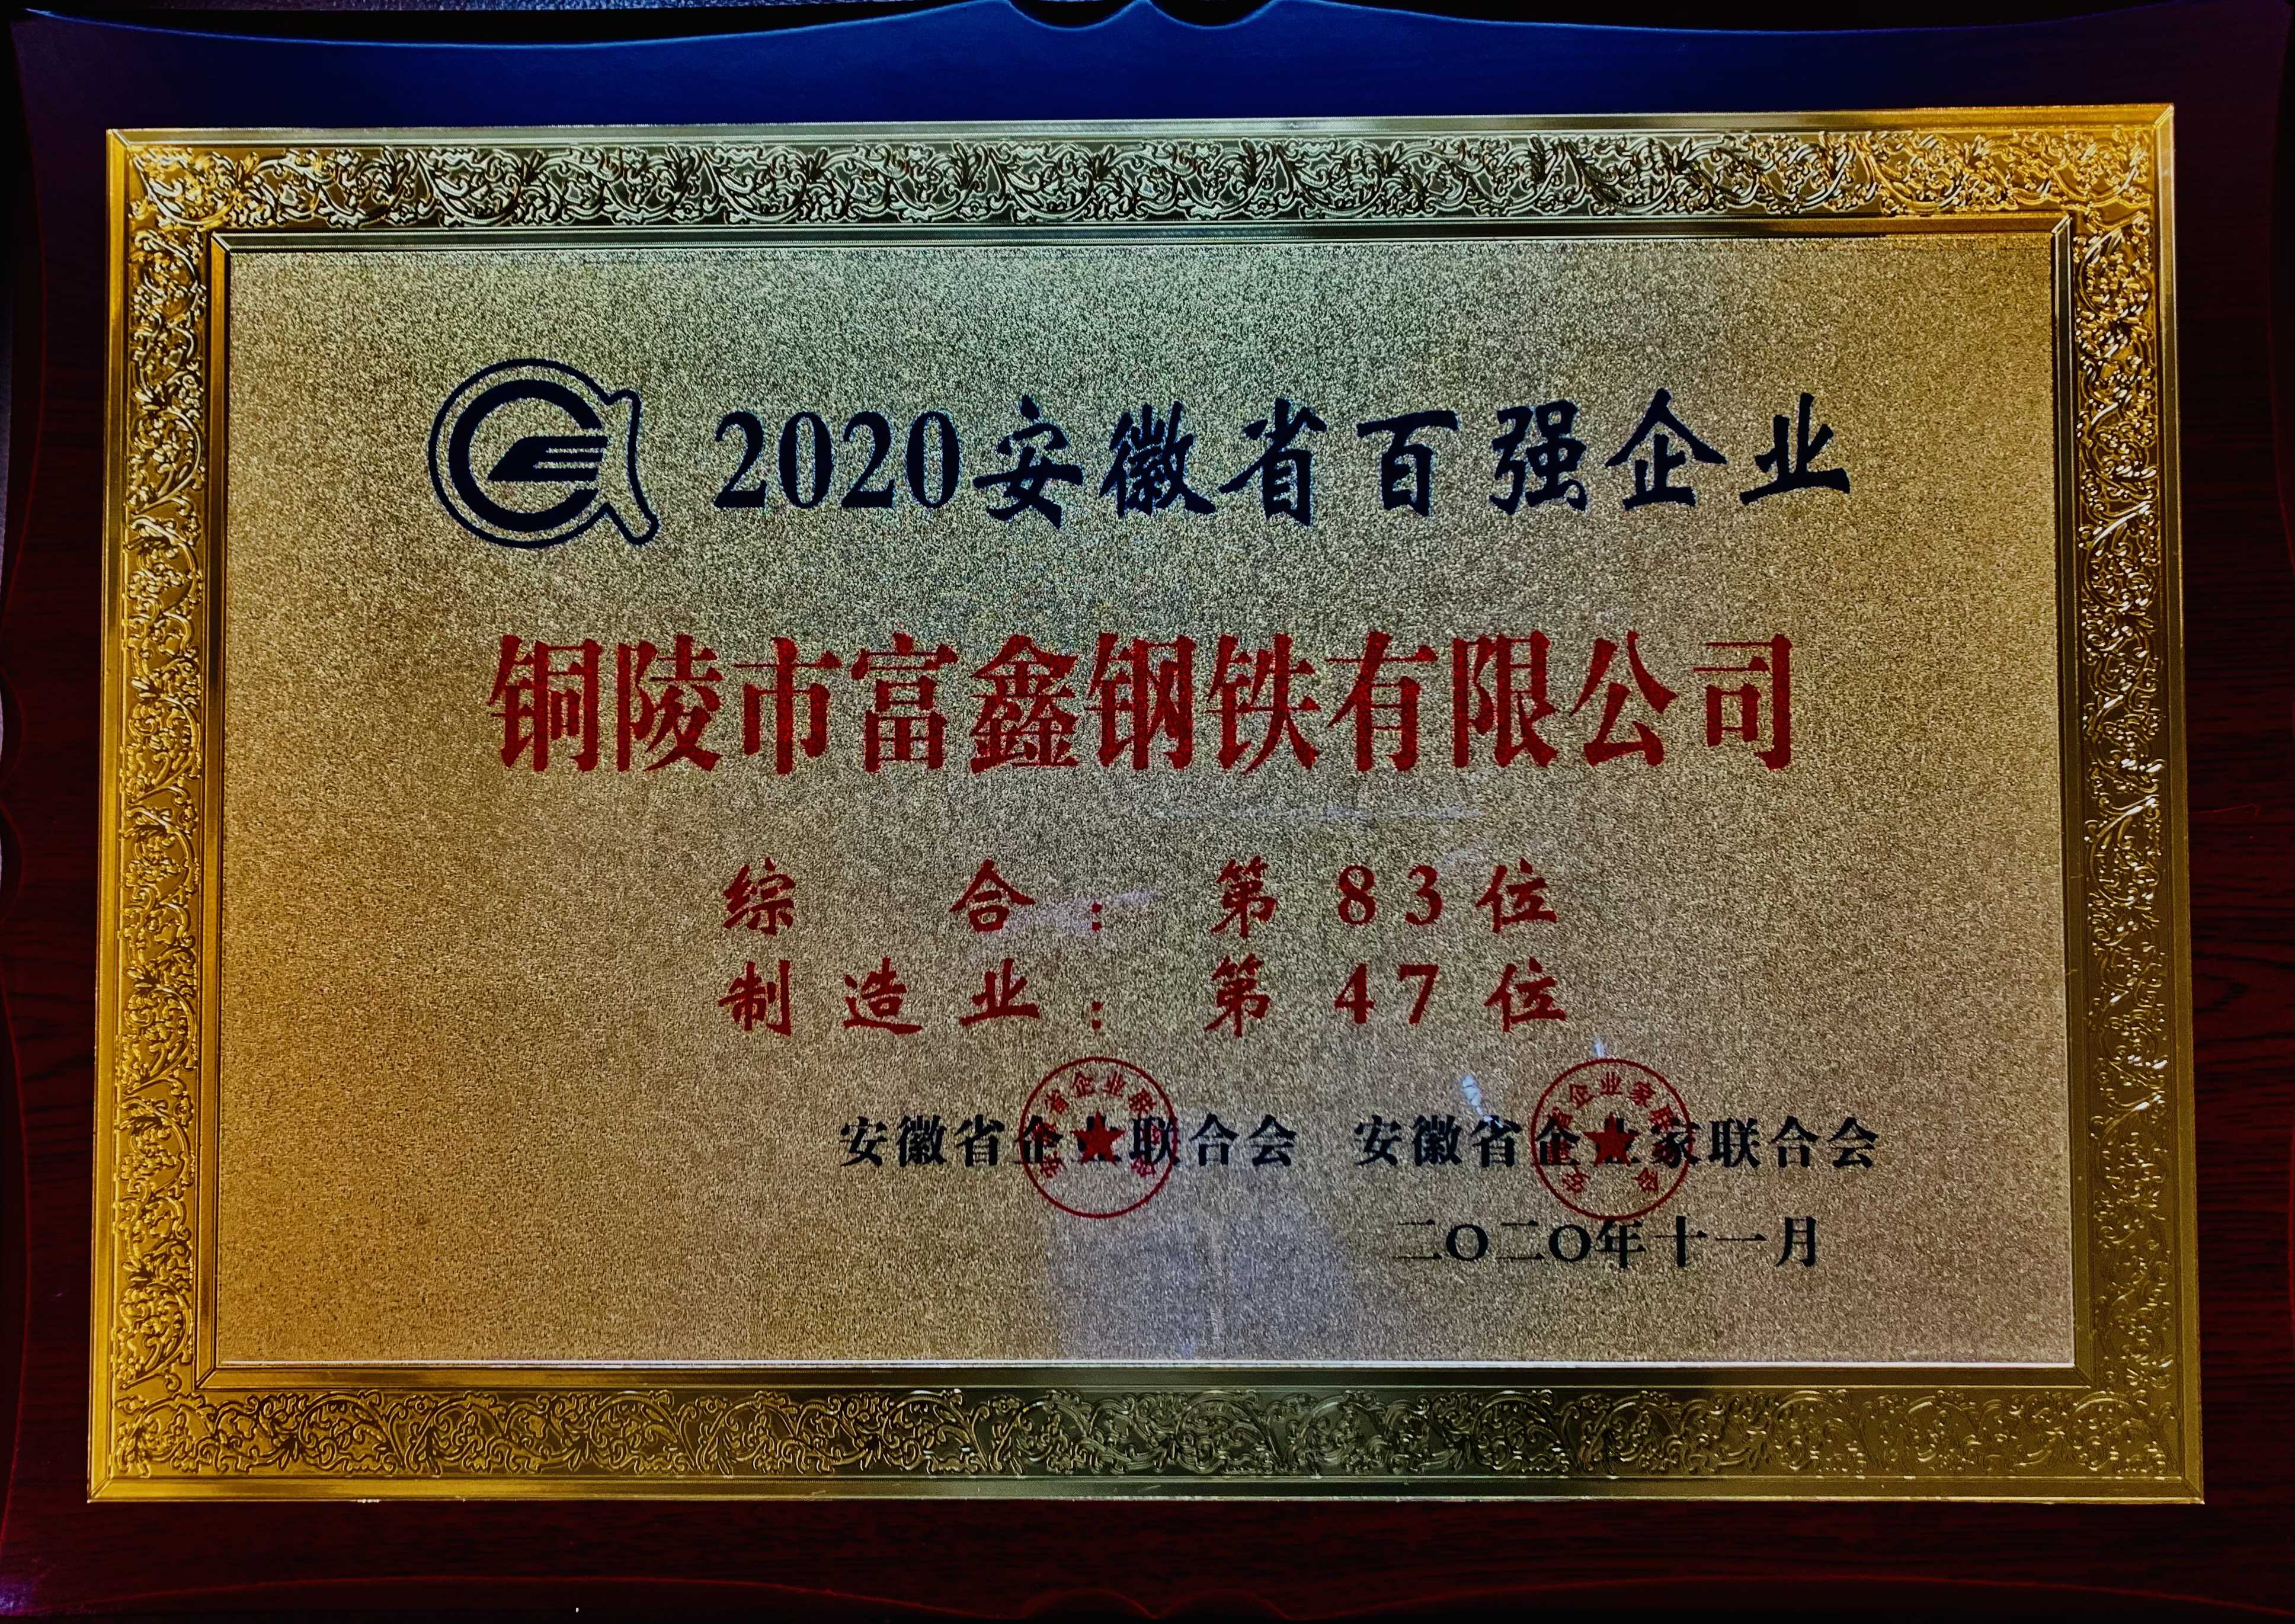 2020安徽省百强企业
铜陵市富鑫钢铁有限公司
综合：第83位
制造业：第47位
安徽省企业联合会 安徽省企业家联合会
二〇二〇年十一月